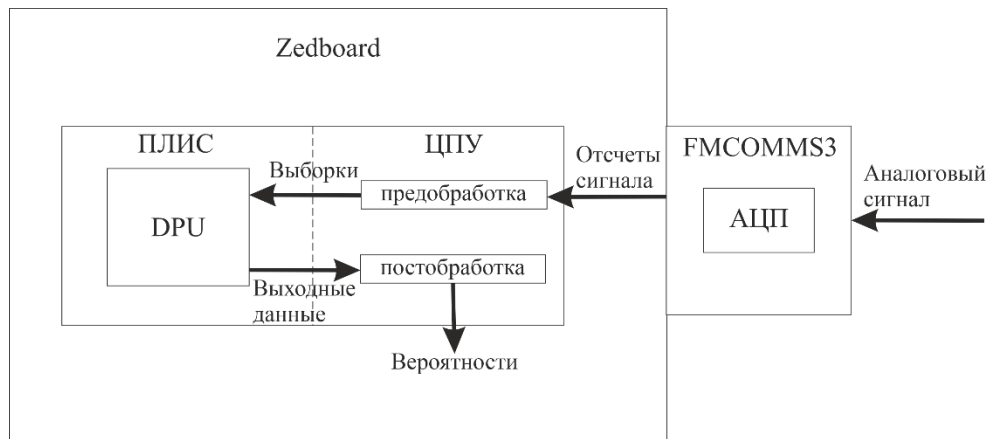 Zedboard
ПЛИС
ЦПУ
FMCOMMS3
Отсчеты
сигнала
Аналоговый
сигнал
Выборки
предобработка
DPU
АЦП
постобработка
Выходные
данные
Вероятности